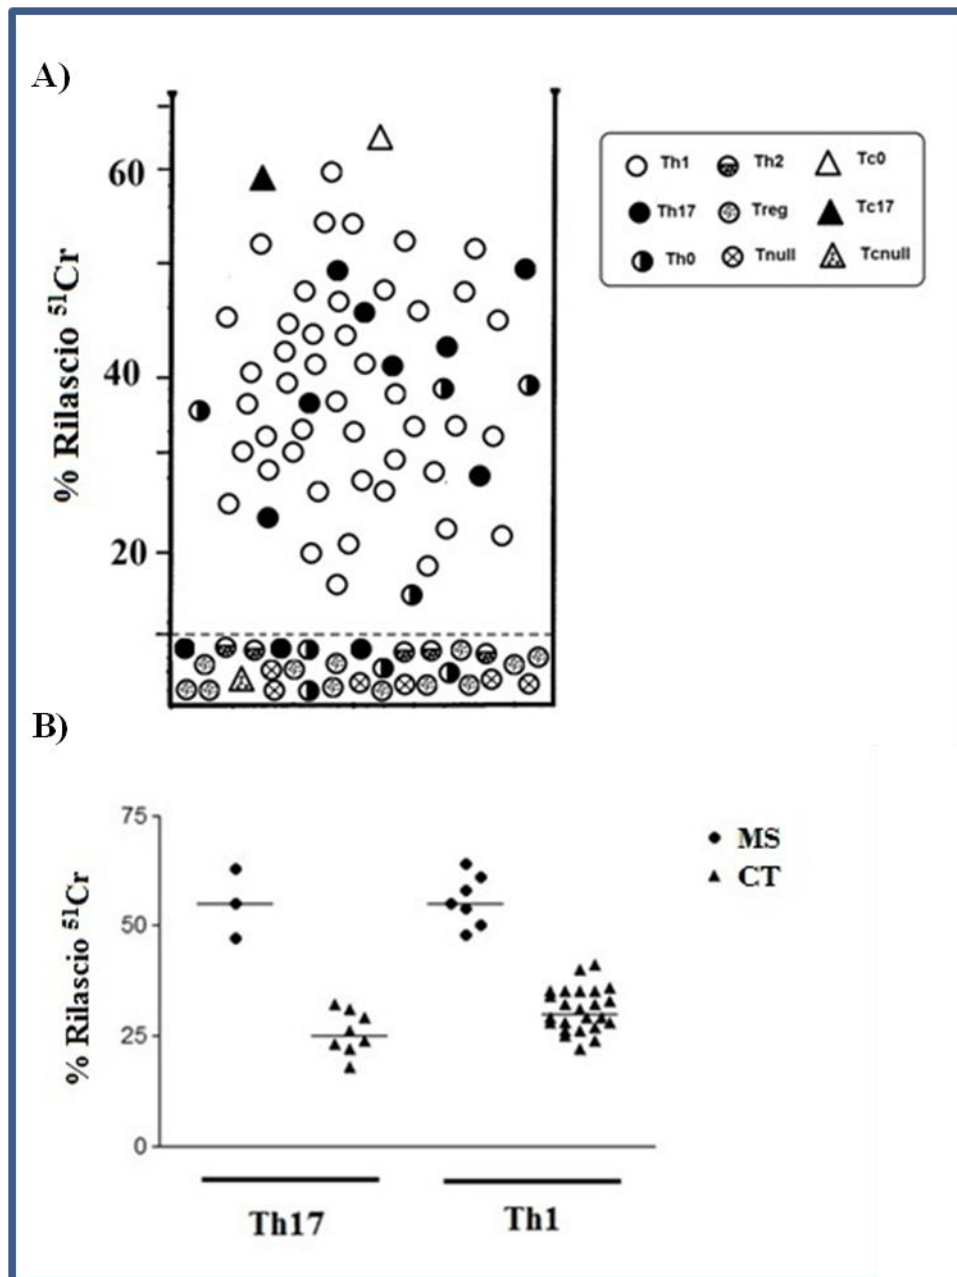 A)
% Rilascio ⁵¹Cr
60
40
20
Th1 Th2 Tc0
Th17 Treg Tc17
Th0 Tnull Tcnull
B)
% Rilascio ⁵¹Cr
75
50
25
0
MS
CT
Th17 Th1